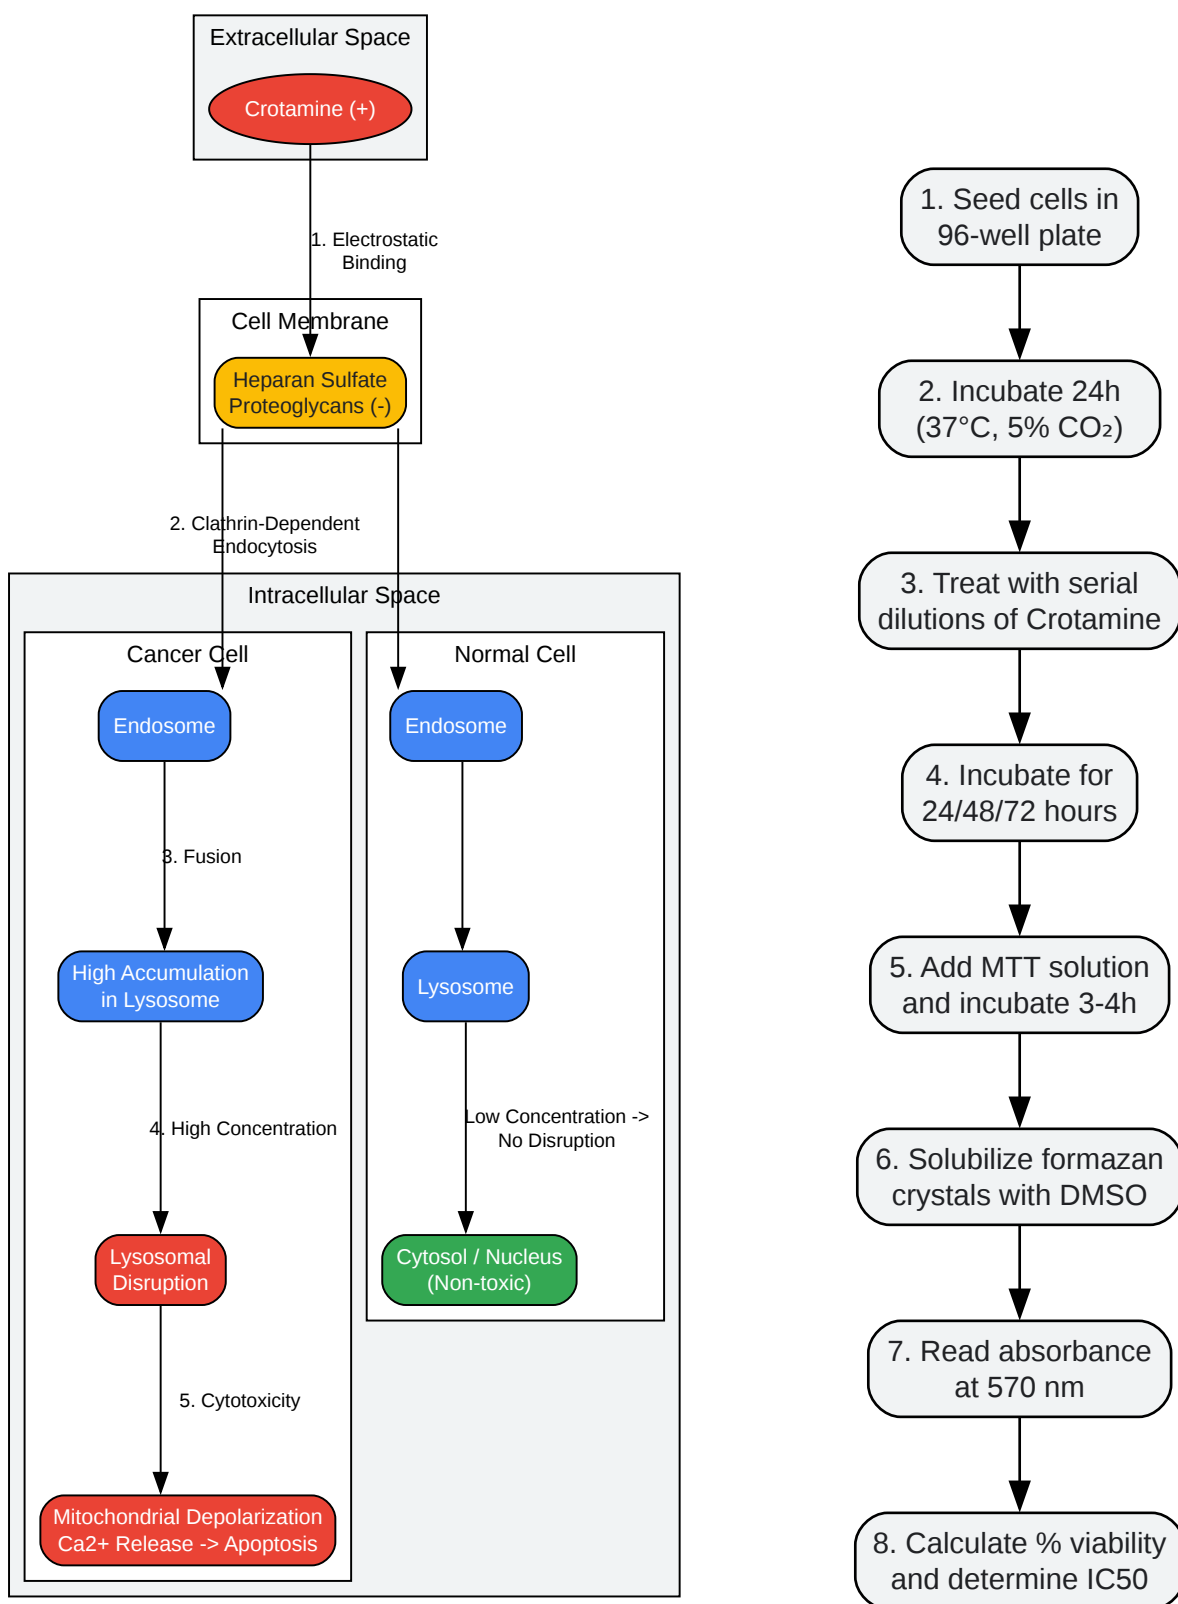 Extracellular Space
Crotamine (+)
1. Electrostatic
Binding
Cell Membrane
Heparan Sulfate
Proteoglycans (-)
2. Clathrin-Dependent
Endocytosis
Intracellular Space
Cancer Cell
Endosome
3. Fusion
High Accumulation
in Lysosome
4. High Concentration
Lysosomal
Disruption
5. Cytotoxicity
Mitochondrial Depolarization
Ca2+ Release -> Apoptosis
Normal Cell
Endosome
Lysosome
Low Concentration ->
No Disruption
Cytosol / Nucleus
(Non-toxic)
1. Seed cells in
96-well plate
2. Incubate 24h
(37°C, 5% CO₂)
3. Treat with serial
dilutions of Crotamine
4. Incubate for
24/48/72 hours
5. Add MTT solution
and incubate 3-4h
6. Solubilize formazan
crystals with DMSO
7. Read absorbance
at 570 nm
8. Calculate % viability
and determine IC50